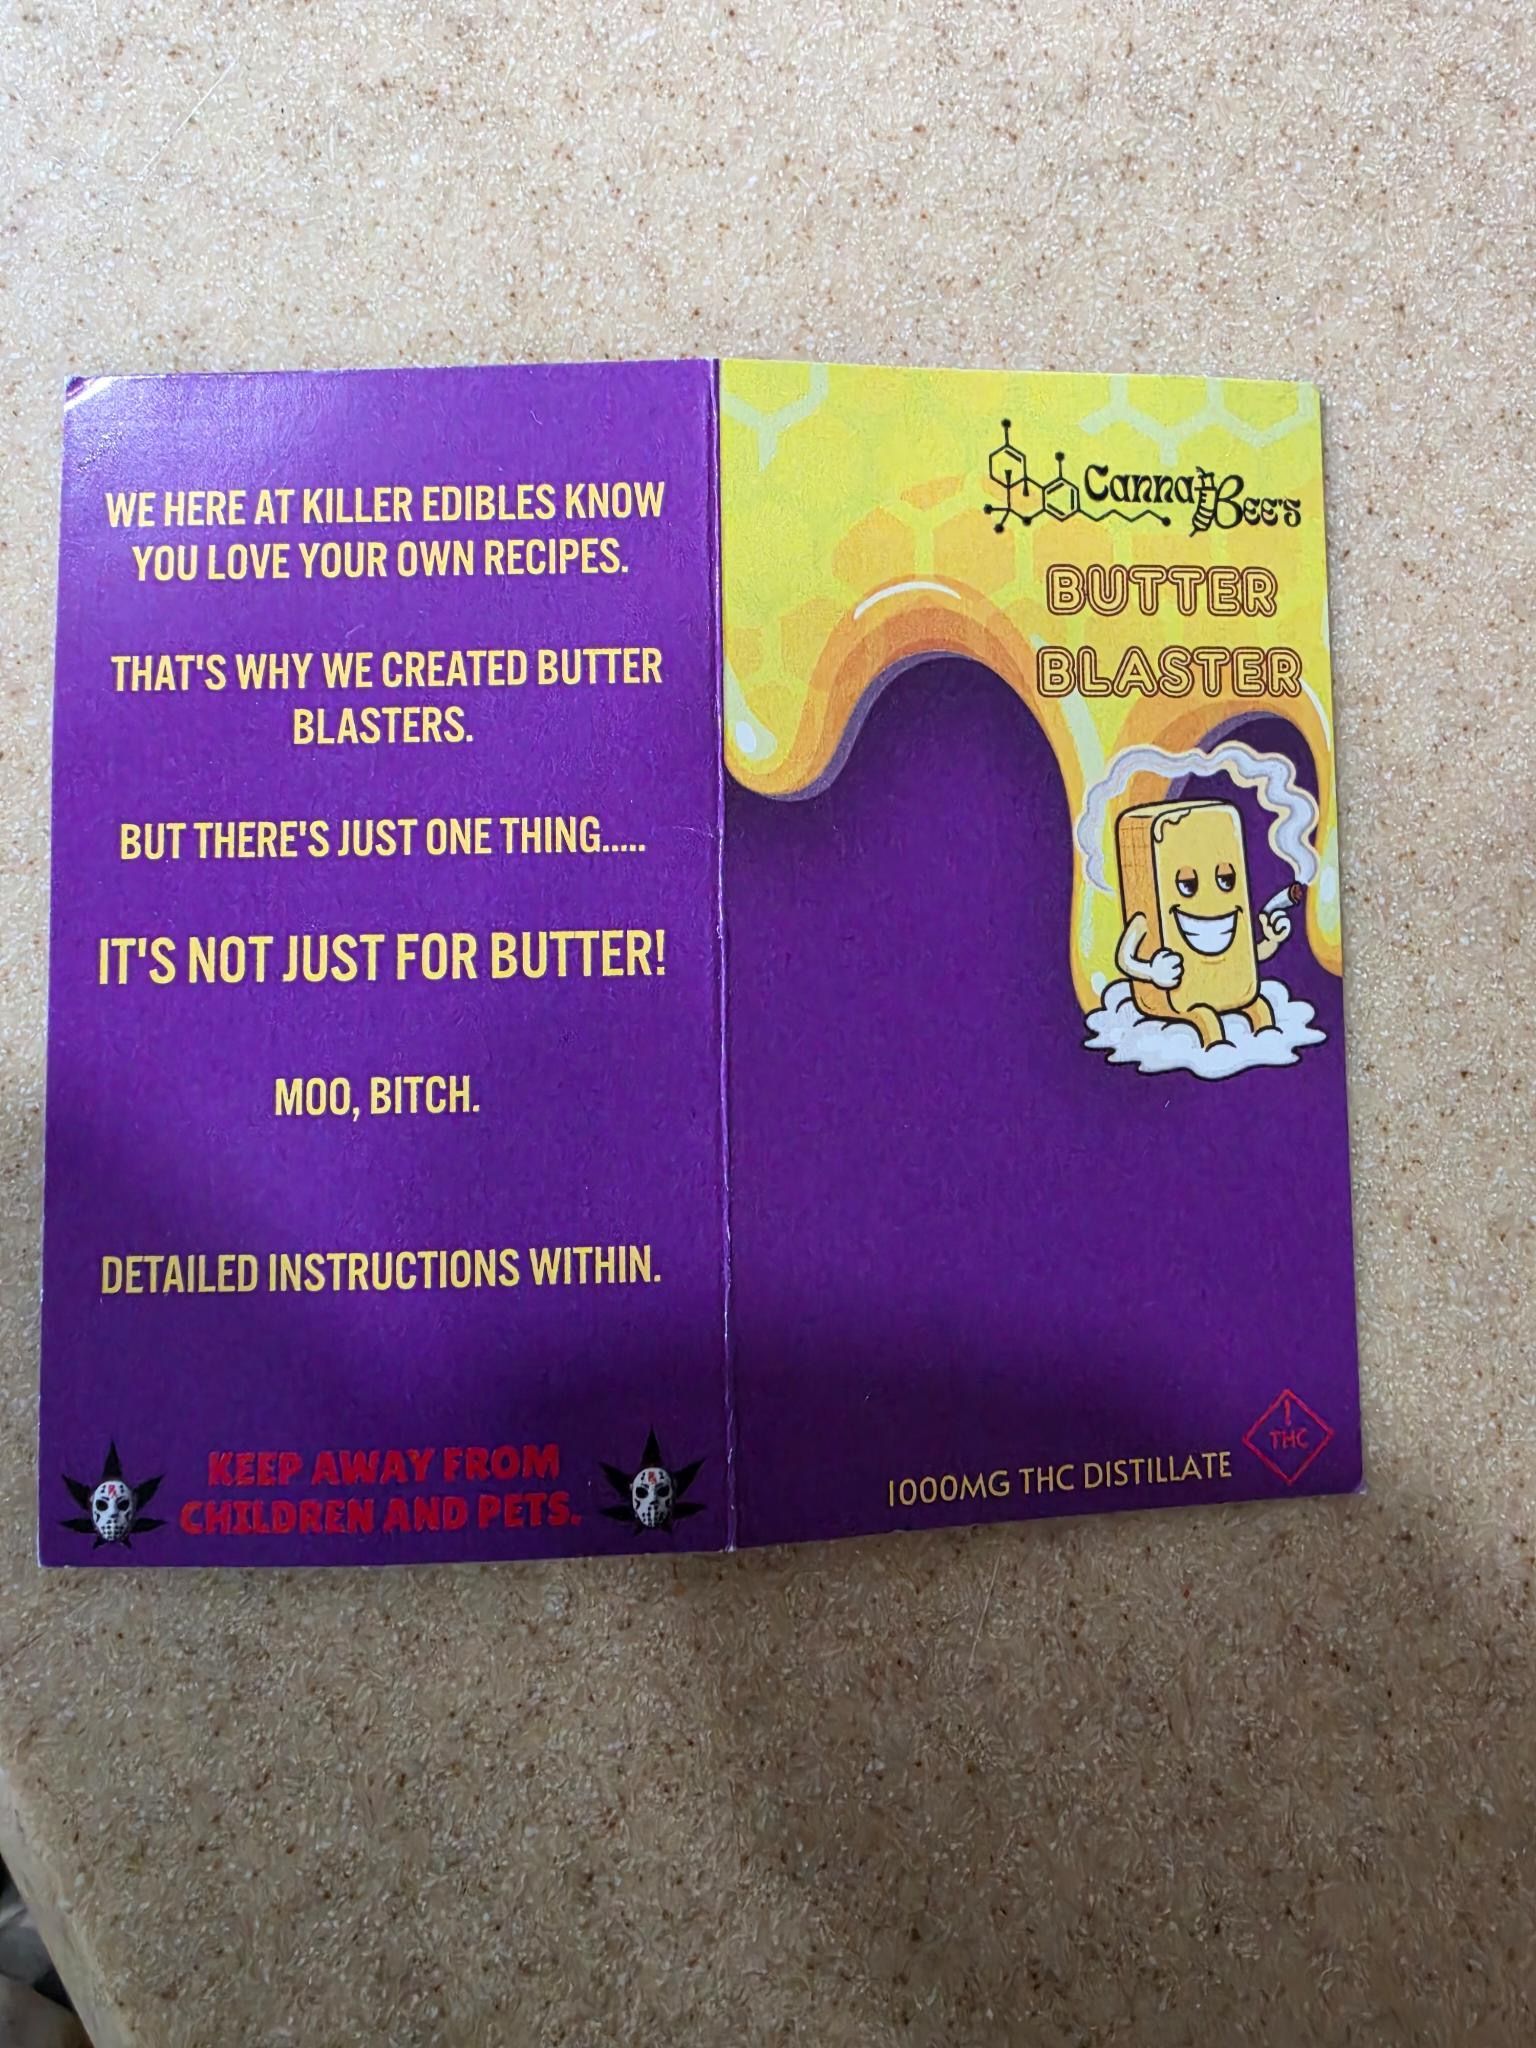 WE HERE AT KILLER EDIBLES KNOW
YOU LOVE YOUR OWN RECIPES.
THAT'S WHY WE CREATED BUTTER
BLASTERS.
BUT THERE'S JUST ONE THING.....
IT'S NOT JUST FOR BUTTER!
MOO, BITCH.
DETAILED INSTRUCTIONS WITHIN.
KEEP AWAY FROM
CHILDREN AND PETS.
Canna Bee's
BUTTER
BLASTER
1000MG THC DISTILLATE
!
THC